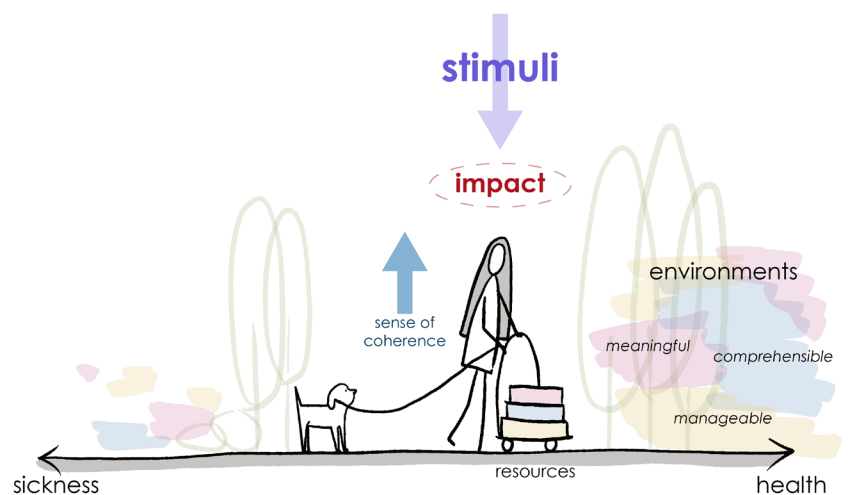 stimuli
impact
environments
sense of
coherence
meaningful
comprehensible
manageable
resources
sickness
health